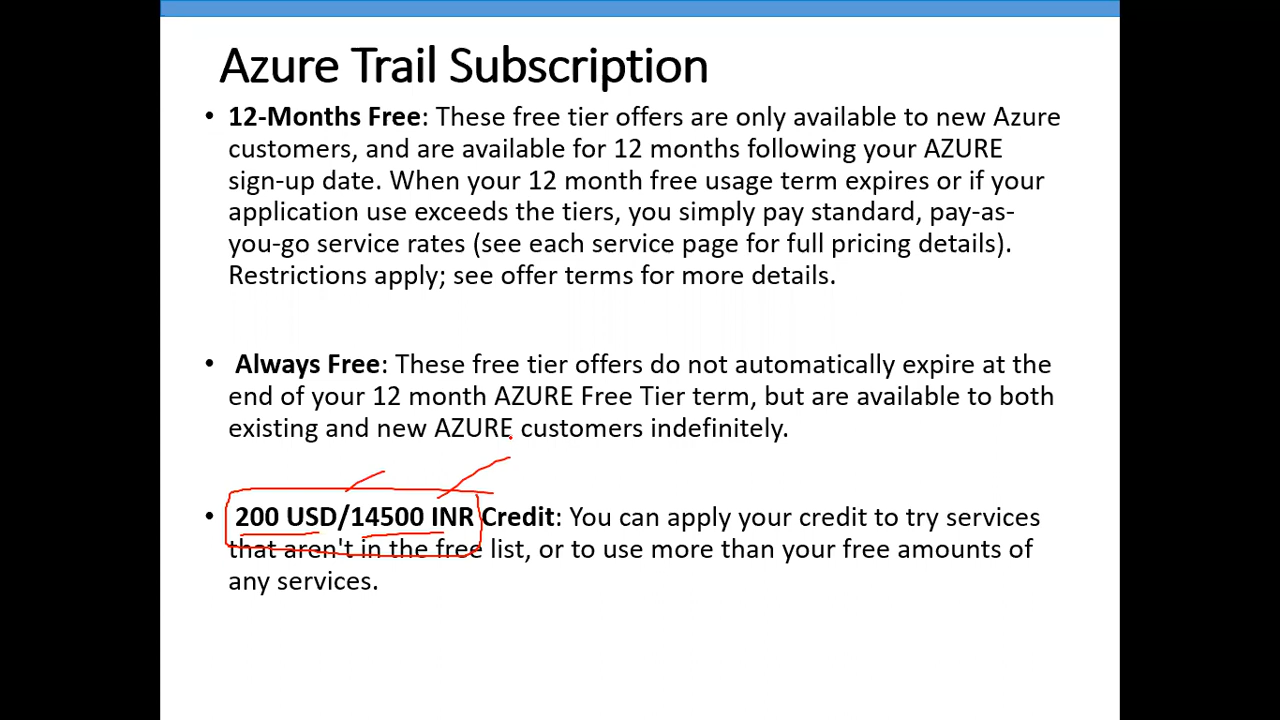 Azure Trail Subscription
• 12-Months Free: These free tier offers are only available to new Azure
customers, and are available for 12 months following your AZURE
sign-up date. When your 12 month free usage term expires or if your
application use exceeds the tiers, you simply pay standard, pay-as-
you-go service rates (see each service page for full pricing details).
Restrictions apply; see offer terms for more details.
• Always Free: These free tier offers do not automatically expire at the
end of your 12 month AZURE Free Tier term, but are available to both
existing and new AZURE customers indefinitely.
• 200 USD/14500 INR Credit: You can apply your credit to try services
that aren't in the free list, or to use more than your free amounts of
any services.